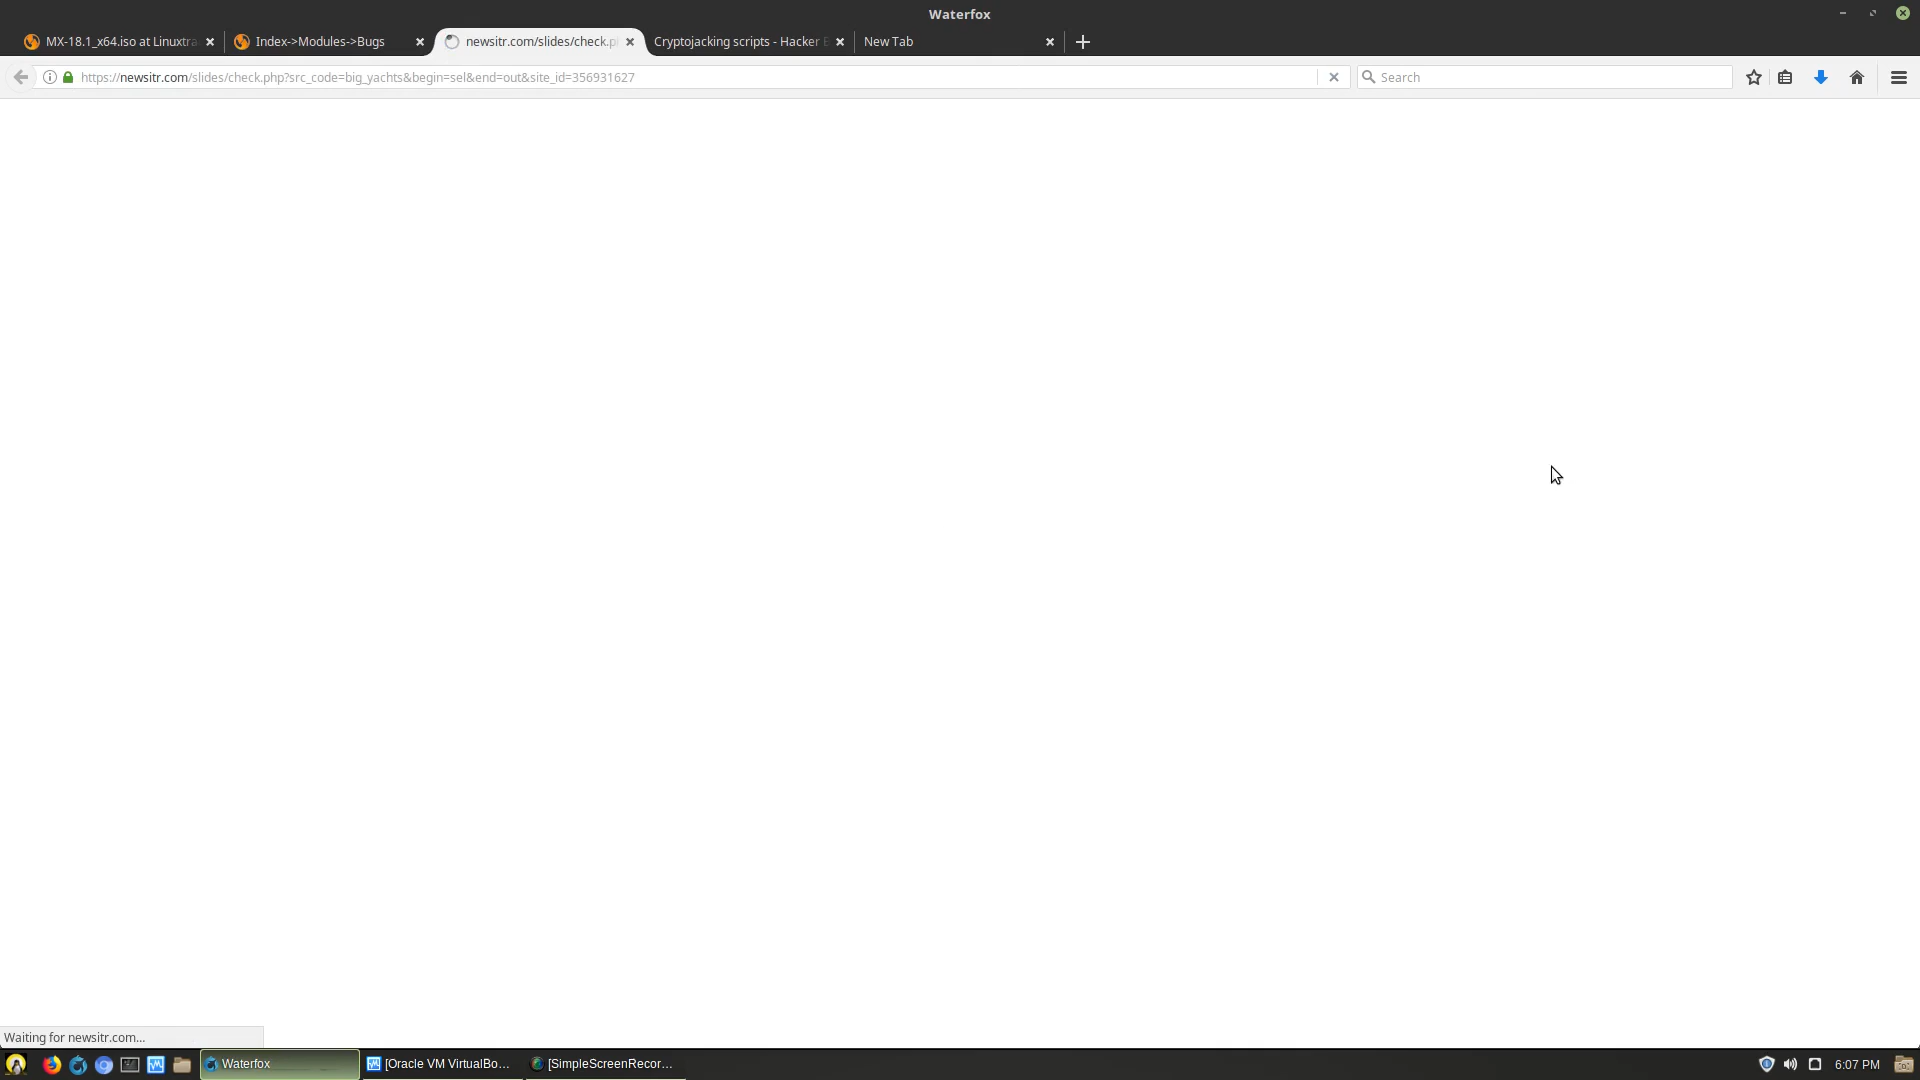 Waterfox
MX-18.1_x64.iso at Linuxtra
Index->Modules->Bugs
newsitr.com/slides/check.p
Cryptojacking scripts - Hacker
New Tab
https://newsitr.com/slides/check.php?src_code=big_yachts&begin=sel&end=out&site_id=356931627
Search
Waiting for newsitr.com...
Waterfox
[Oracle VM VirtualBo...
[SimpleScreenRecor...
6:07 PM